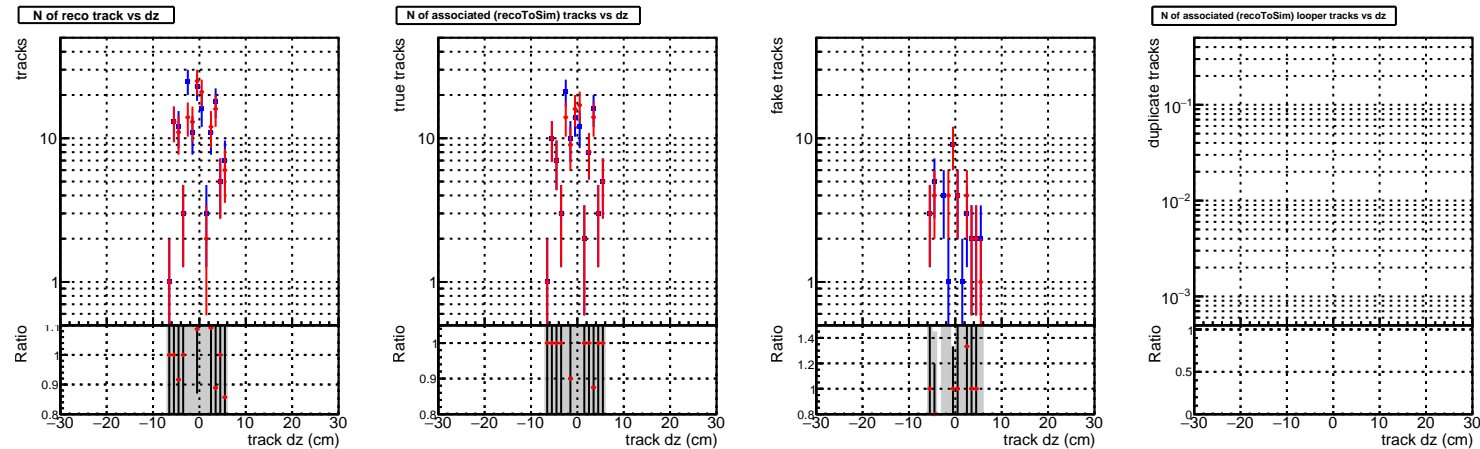 N of reco track vs dz
tracks
10
1
Ratio
1.1
1
0.9
0.8
−30 −20 −10 0 10 20 30
track dz (cm)
N of associated (recoToSim) tracks vs dz
true tracks
10
1
Ratio
1
0.9
0.8
−30 −20 −10 0 10 20 30
track dz (cm)
fake tracks
10
1
Ratio
1.4
1.2
1
0.8
−30 −20 −10 0 10 20 30
track dz (cm)
N of associated (recoToSim) looper tracks vs dz
duplicate tracks
10−1
10−2
10−3
Ratio
1
0.5
0
−30 −20 −10 0 10 20 30
track dz (cm)